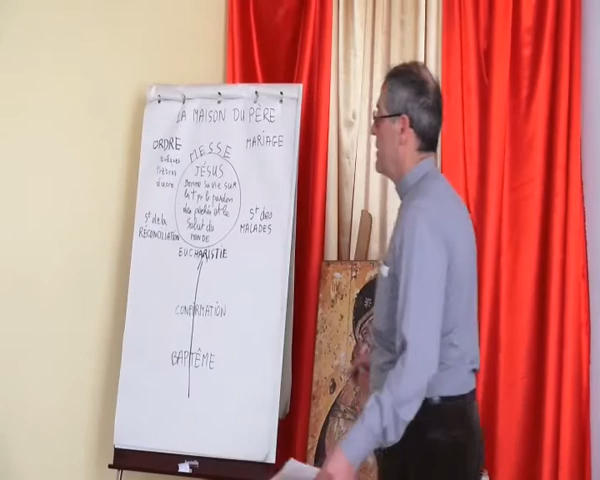 LA MAISON DU PÈRE
ORDRE
MARIAGE
MESSE
JÉSUS
donne sa vie sur
la + pr le pardon
des péchés et le
Salut du
MONDE
St de la
RÉCONCILIATION
St des
MALADES
EUCHARISTIE
CONFIRMATION
BAPTÊME